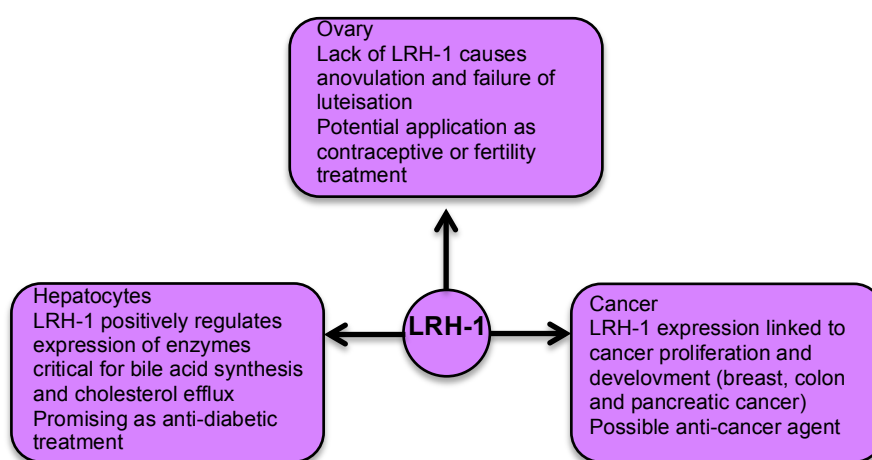 Ovary
Lack of LRH-1 causes
anovulation and failure of
luteisation
Potential application as
contraceptive or fertility
treatment
Hepatocytes
LRH-1 positively regulates
expression of enzymes
critical for bile acid synthesis
and cholesterol efflux
Promising as anti-diabetic
treatment
LRH-1
Cancer
LRH-1 expression linked to
cancer proliferation and
develovment (breast, colon
and pancreatic cancer)
Possible anti-cancer agent